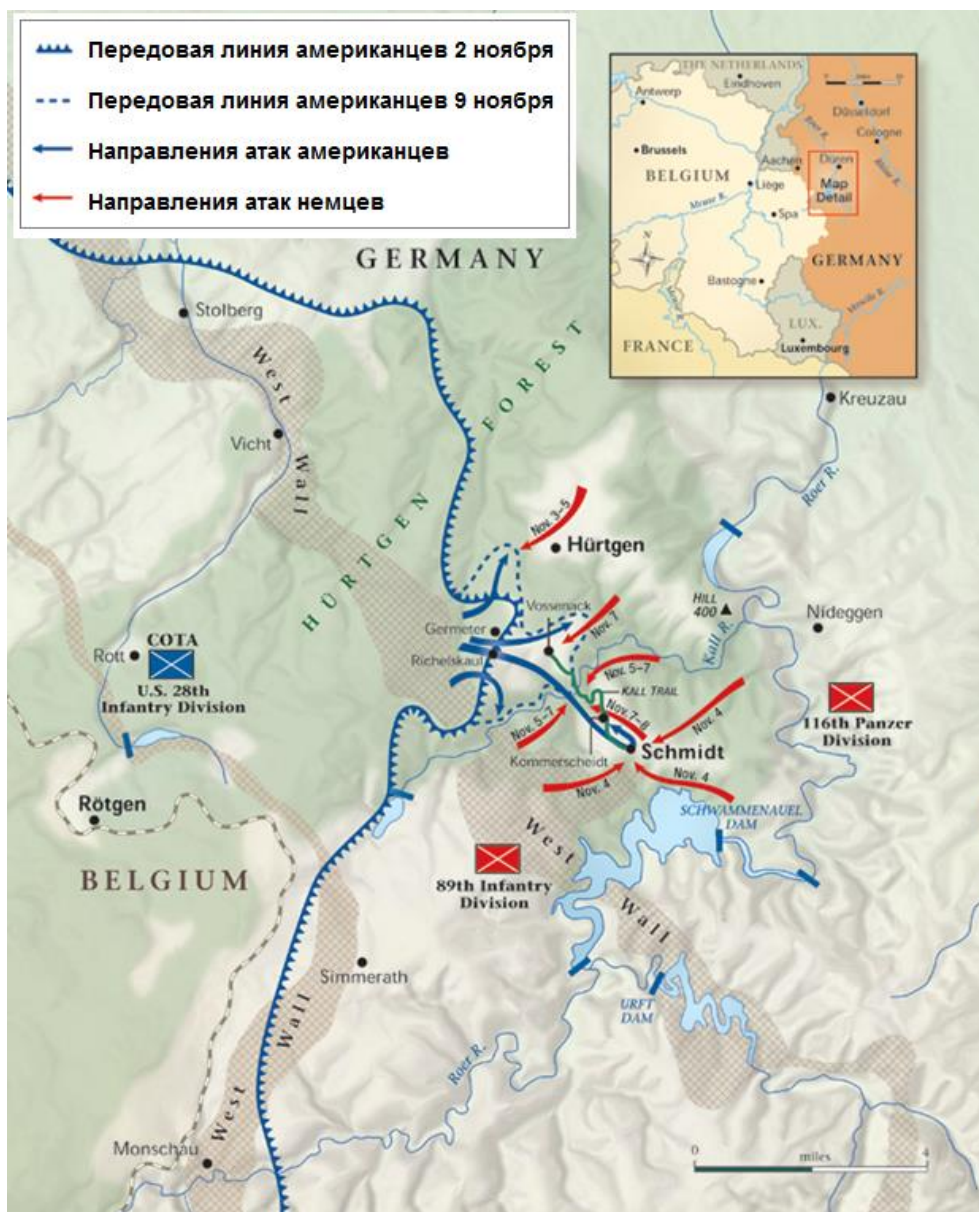 Передовая линия американцев 2 ноября
Передовая линия американцев 9 ноября
Направления атак американцев
Направления атак немцев
THE NETHERLANDS
Eindhoven
Antwerp
Brussels
BELGIUM
Meuse R.
Liège
Spa
Bastogne
N
FRANCE
LUX.
Luxembourg
Aachen
Roer R.
Düren
Düsseldorf
Cologne
Rhine R.
Map
Detail
GERMANY
Moselle R.
GERMANY
Stolberg
West
Wall
Vicht
HÜRTGEN FOREST
Kreuzau
Roer R.
Nov. 3–5
Hürtgen
Vossenack
Nov. 7
Germeter
Richelskaul
HILL
400
Kall R.
Nideggen
COTA
Rott
U.S. 28th
Infantry Division
Nov. 5–7
KALL TRAIL
Nov. 7–8
Nov. 5–7
Nov. 4
116th Panzer
Division
Kommerscheidt
Schmidt
Nov. 4
Nov. 4
Rötgen
SCHWAMMENAUEL
DAM
BELGIUM
89th Infantry
Division
West
Wall
Simmerath
West
Wall
URFT
DAM
Roer R.
Monschau
0
miles
4